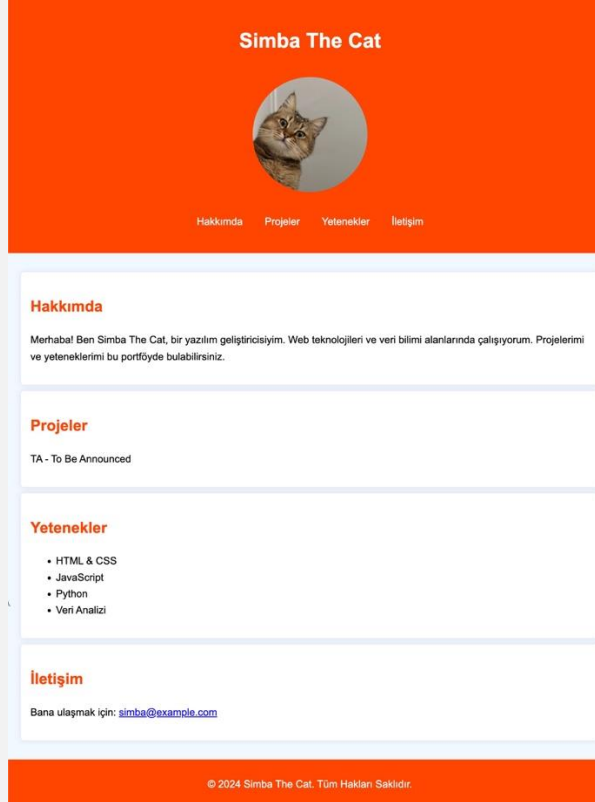 Simba The Cat
Hakkımda Projeler Yetenekler İletişim
Hakkımda
Merhaba! Ben Simba The Cat, bir yazılım geliştiricisiyim. Web teknolojileri ve veri bilimi alanlarında çalışıyorum. Projelerimi
ve yeteneklerimi bu portföyde bulabilirsiniz.
Projeler
TA - To Be Announced
Yetenekler
• HTML & CSS
• JavaScript
• Python
• Veri Analizi
İletişim
Bana ulaşmak için: simba@example.com
© 2024 Simba The Cat. Tüm Hakları Saklıdır.